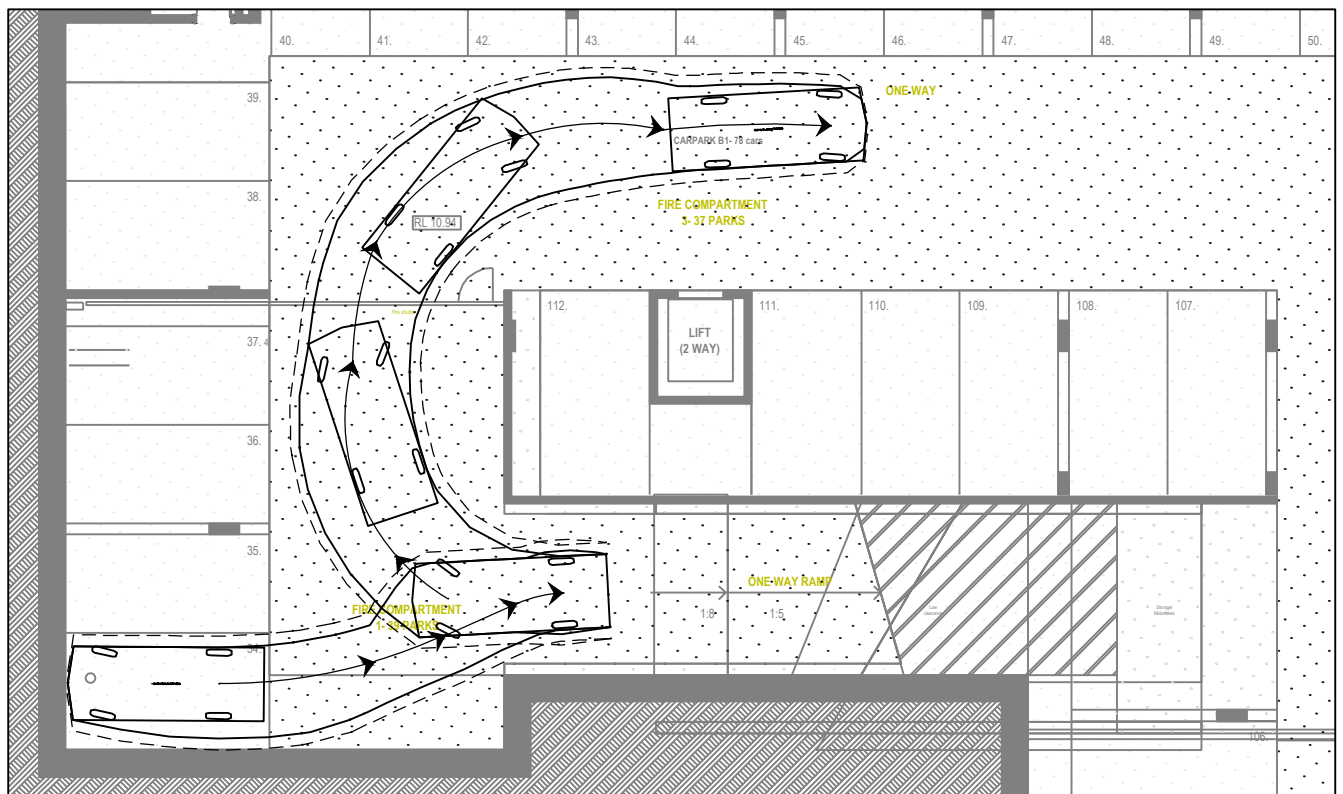 40.
41.
42.
43.
44.
45.
46.
47.
48.
49.
50.
39.
ONE-WAY
CARPARK B1- 78 cars
38.
FIRE COMPARTMENT
3- 37 PARKS
RL 10.94
112.
111.
110.
109.
108.
107.
LIFT
(2 WAY)
37. 4
36.
35.
ONE-WAY RAMP
1:8
1:5
FIRE COMPARTMENT
1- 39 PARKS
34.
106.